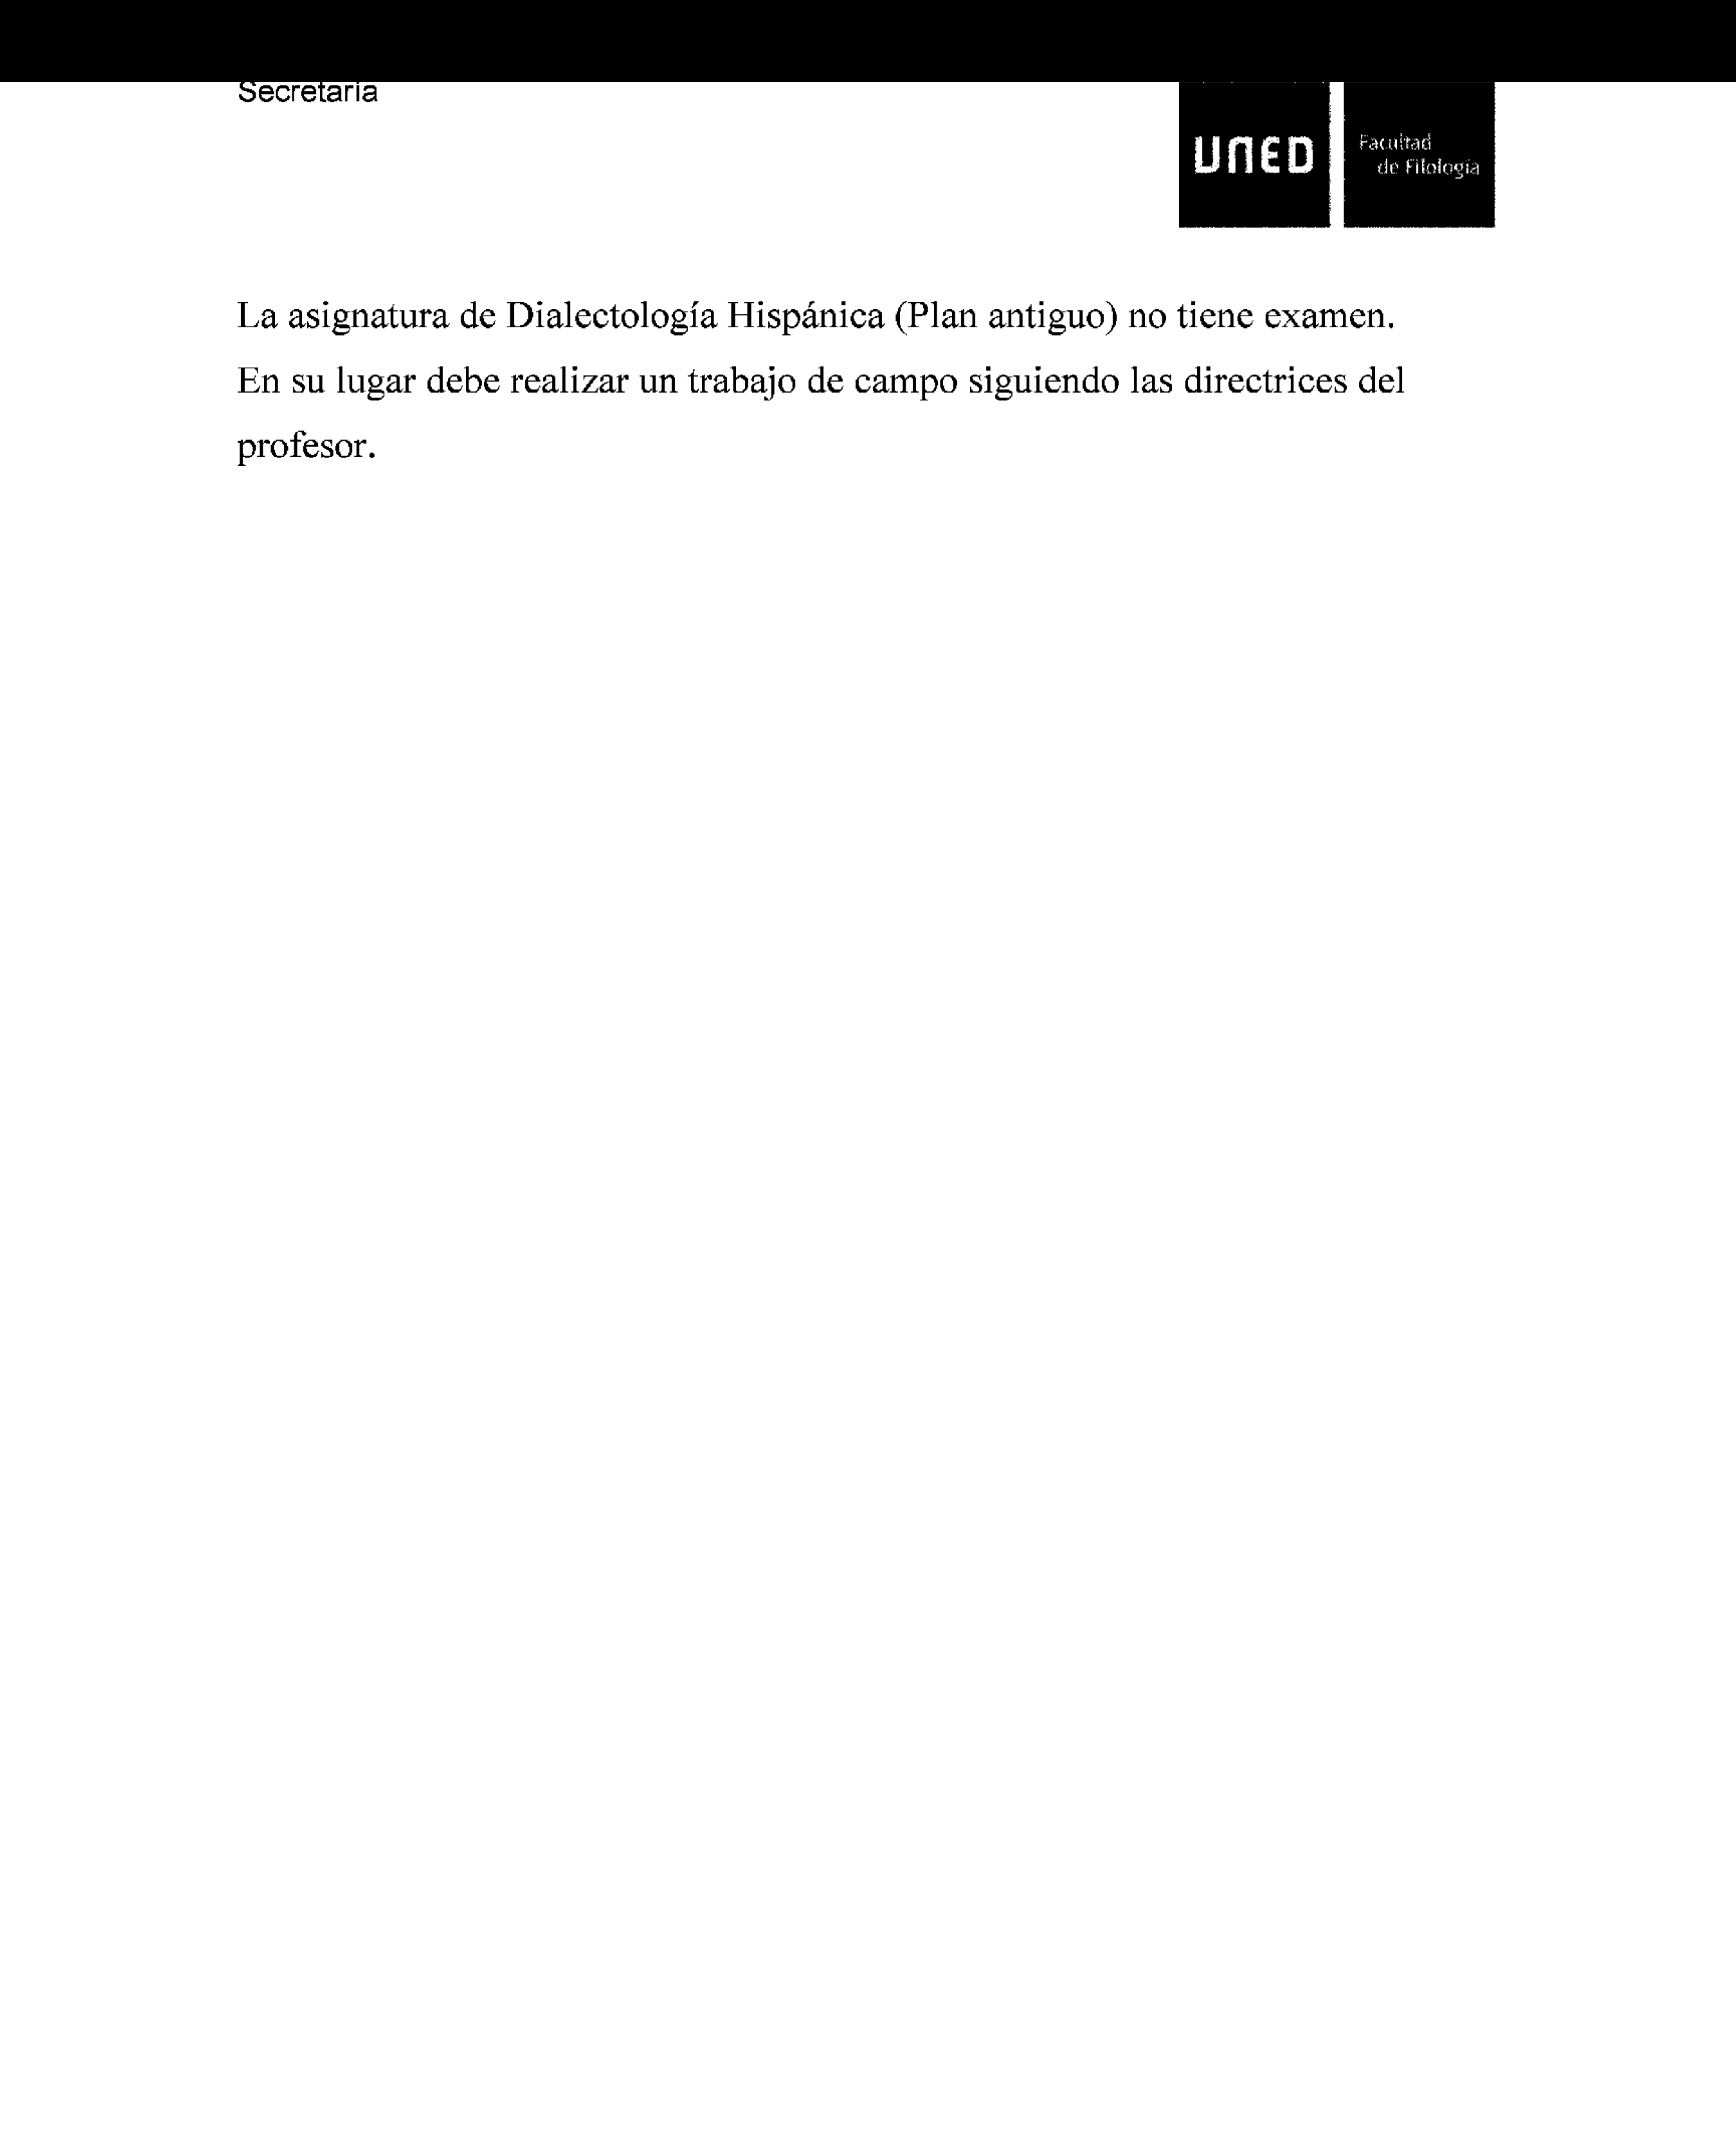 Secretaría
UNED
Facultad
de Filología
La asignatura de Dialectología Hispánica (Plan antiguo) no tiene examen.
En su lugar debe realizar un trabajo de campo siguiendo las directrices del
profesor.